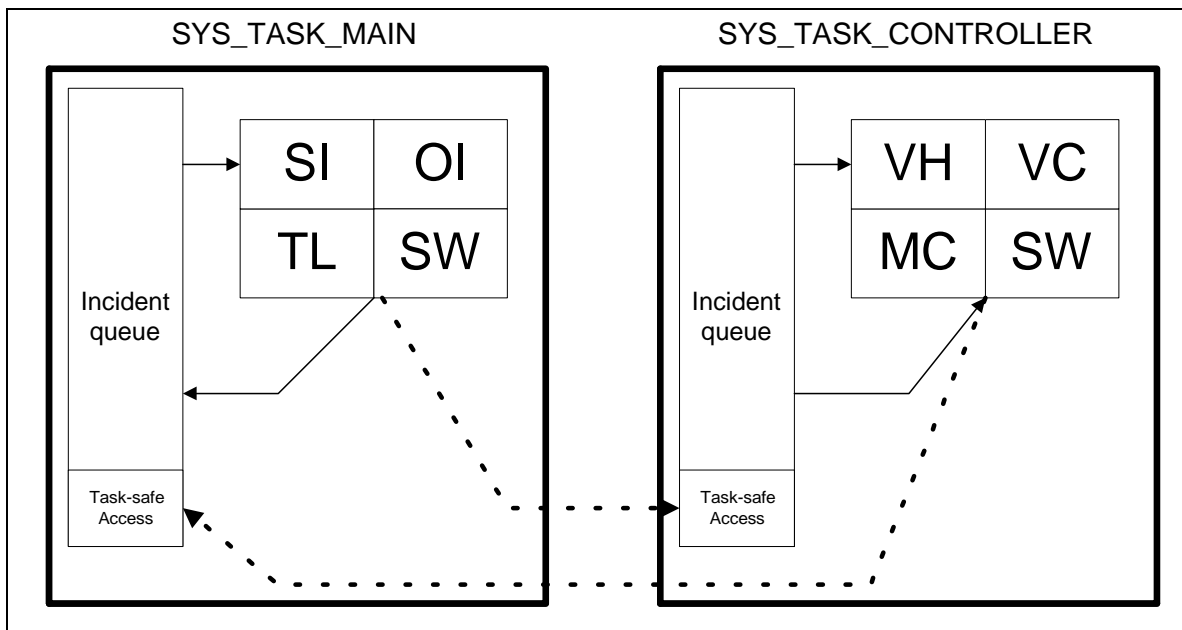 SYS_TASK_MAIN
SYS_TASK_CONTROLLER
SI
OI
TL
SW
Incident
queue
Task-safe
Access
VH
VC
MC
SW
Incident
queue
Task-safe
Access